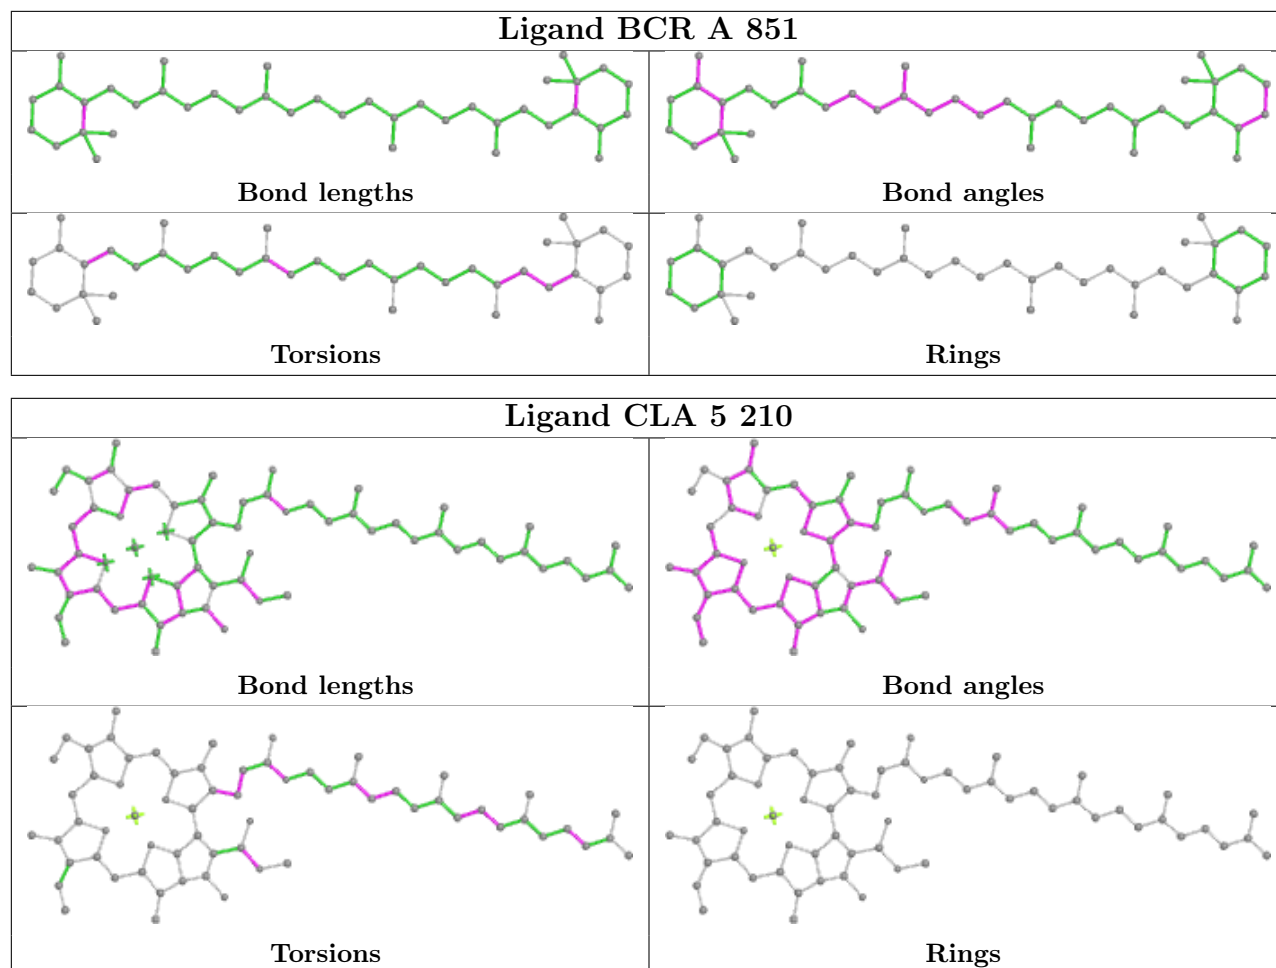 Ligand BCR A 851
Bond lengths
Bond angles
Torsions
Rings
Ligand CLA 5 210
Bond lengths
Bond angles
Torsions
Rings